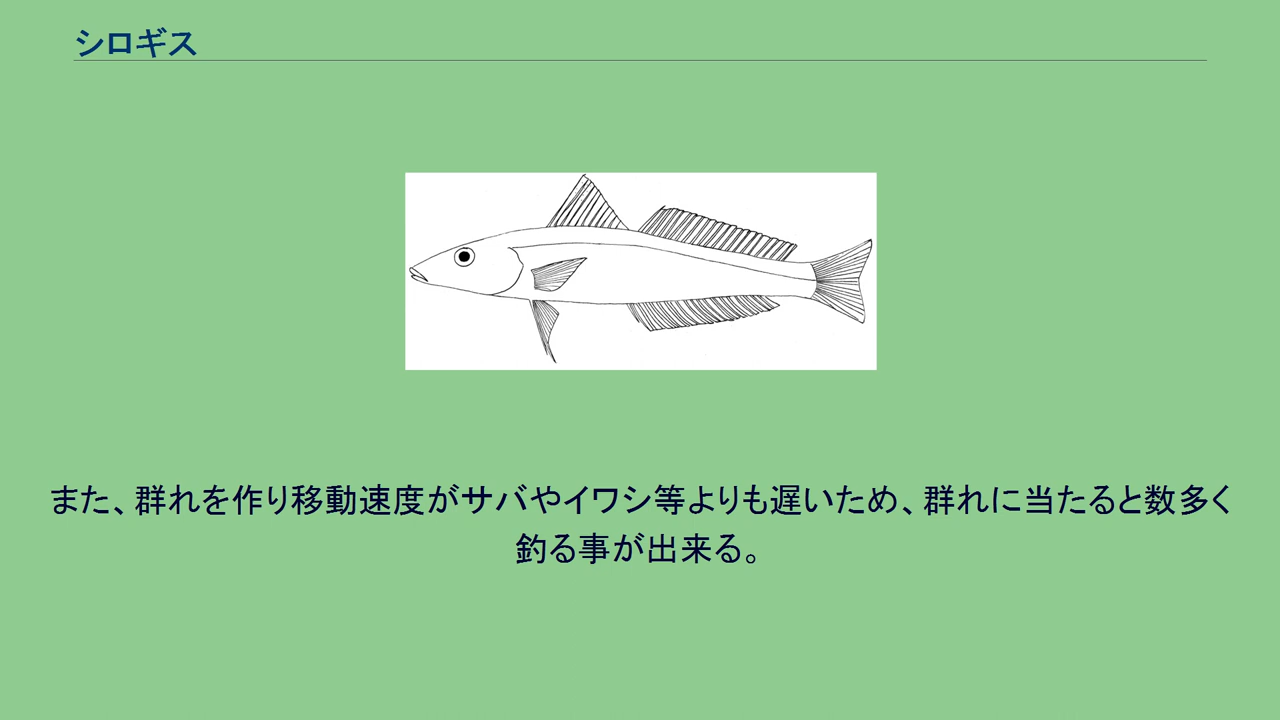 シロギス
また、群れを作り移動速度がサバやイワシ等よりも遅いため、群れに当たると数多く
釣る事が出来る。